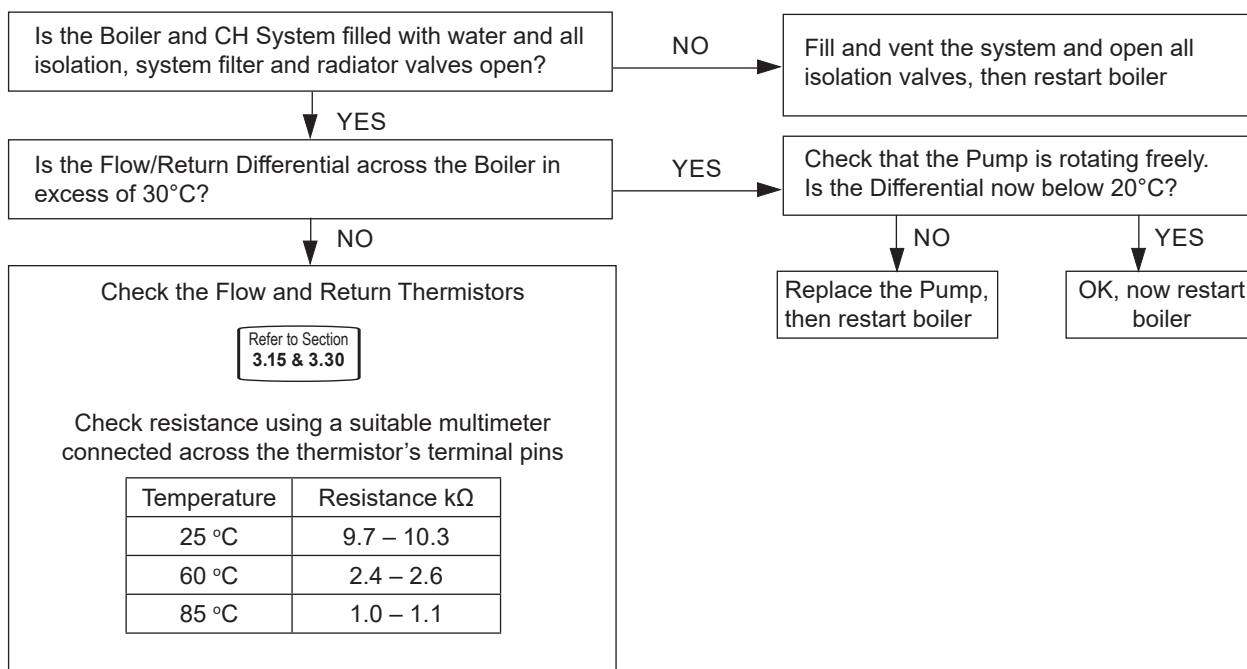 Is the Boiler and CH System filled with water and all
isolation, system filter and radiator valves open?
NO
Fill and vent the system and open all
isolation valves, then restart boiler
YES
Is the Flow/Return Differential across the Boiler in
excess of 30°C?
YES
Check that the Pump is rotating freely.
Is the Differential now below 20°C?
NO
NO
YES
Replace the Pump,
then restart boiler
OK, now restart
boiler
Check the Flow and Return Thermistors
Refer to Section
3.15 & 3.30
Check resistance using a suitable multimeter
connected across the thermistor’s terminal pins
Temperature Resistance kΩ
25 °C 9.7 – 10.3
60 °C 2.4 – 2.6
85 °C 1.0 – 1.1